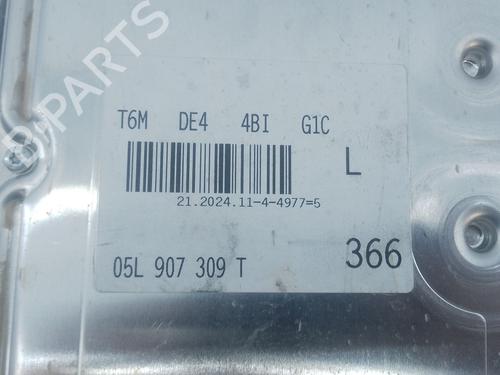 T6M DE4 4BI G1C
L
21.2024.11-4-4977=5
05L 907 309 T
366
B-PARTS